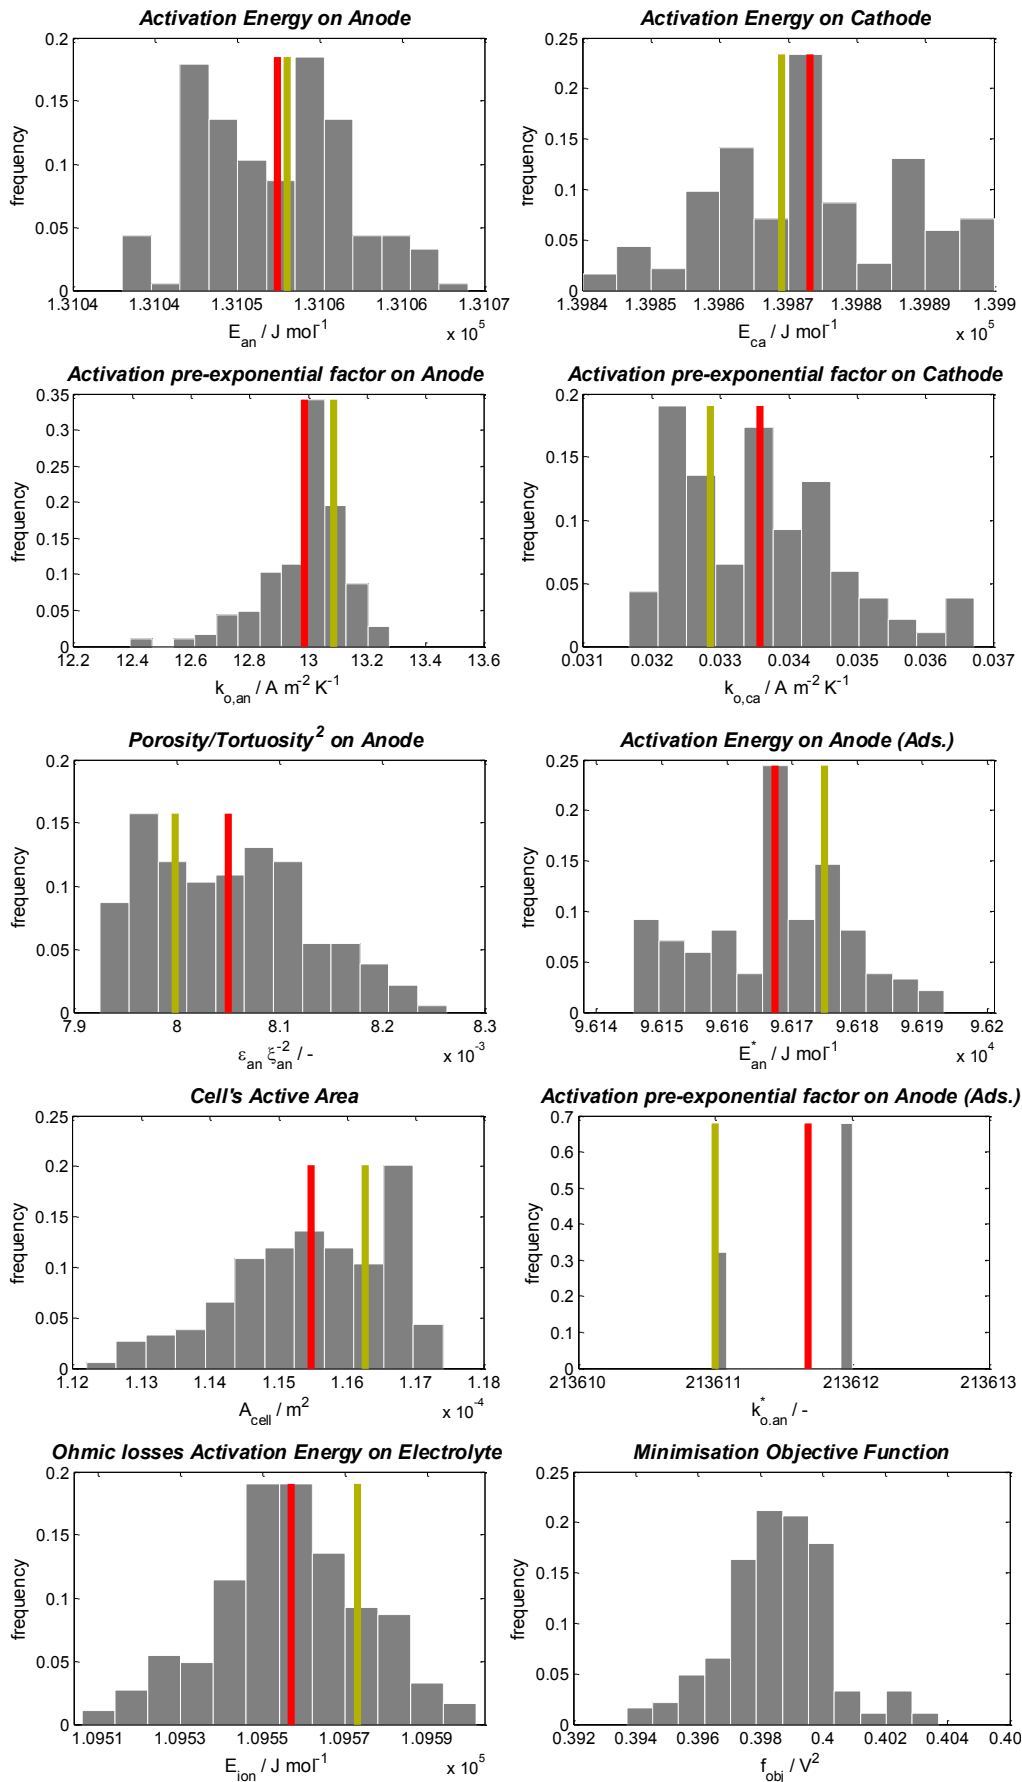 Activation Energy on Anode
0.2
0.15
0.1
0.05
0
frequency
1.3104 1.3104 1.3105 1.3106 1.3106 1.3107
E_an / J mol^-1
x 10^5
Activation Energy on Cathode
0.25
0.2
0.15
0.1
0.05
0
frequency
1.3984 1.3985 1.3986 1.3987 1.3988 1.3989 1.399
E_ca / J mol^-1
x 10^5
Activation pre-exponential factor on Anode
0.35
0.3
0.25
0.2
0.15
0.1
0.05
0
frequency
12.2 12.4 12.6 12.8 13 13.2 13.4 13.6
k_o,an / A m^-2 K^-1
Activation pre-exponential factor on Cathode
0.2
0.15
0.1
0.05
0
frequency
0.031 0.032 0.033 0.034 0.035 0.036 0.037
k_o,ca / A m^-2 K^-1
Porosity/Tortuosity^2 on Anode
0.2
0.15
0.1
0.05
0
frequency
7.9 8 8.1 8.2 8.3
ε_an ξ_an^-2 / -
x 10^-3
Activation Energy on Anode (Ads.)
0.25
0.2
0.15
0.1
0.05
0
frequency
9.614 9.615 9.616 9.617 9.618 9.619 9.62
E_an^* / J mol^-1
x 10^4
Cell's Active Area
0.25
0.2
0.15
0.1
0.05
0
frequency
1.12 1.13 1.14 1.15 1.16 1.17 1.18
A_cell / m^2
x 10^-4
Activation pre-exponential factor on Anode (Ads.)
0.7
0.6
0.5
0.4
0.3
0.2
0.1
0
frequency
213610 213611 213612 213613
k_o.an^* / -
Ohmic losses Activation Energy on Electrolyte
0.2
0.15
0.1
0.05
0
frequency
1.0951 1.0953 1.0955 1.0957 1.0959
E_ion / J mol^-1
x 10^5
Minimisation Objective Function
0.25
0.2
0.15
0.1
0.05
0
frequency
0.392 0.394 0.396 0.398 0.4 0.402 0.404 0.40
f_obj / V^2